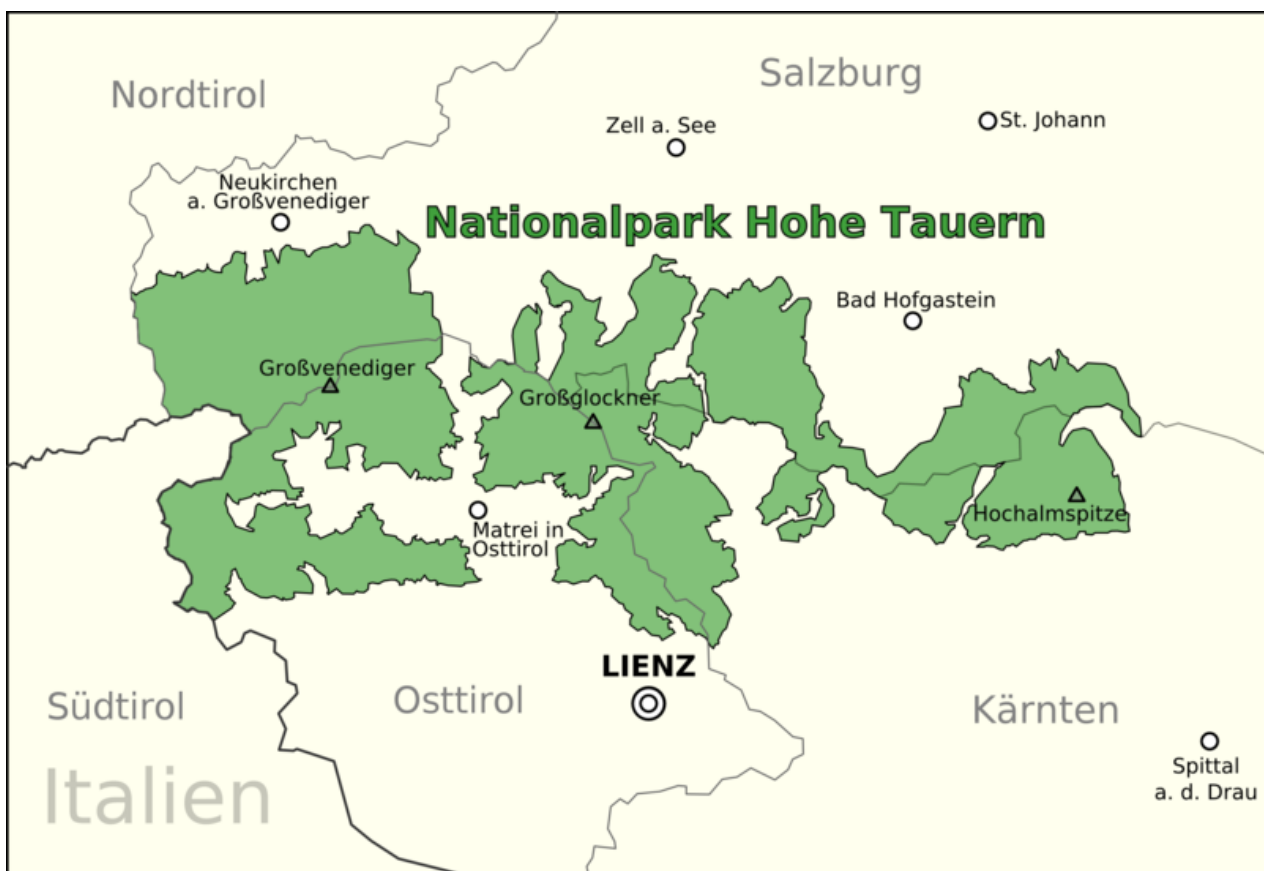 Nordtirol
Salzburg
Zell a. See
St. Johann
Neukirchen
a. Großvenediger
Nationalpark Hohe Tauern
Bad Hofgastein
Großvenediger
Großglockner
Hochalmspitze
Matrei in
Osttirol
LIENZ
Südtirol
Osttirol
Kärnten
Italien
Spittal
a. d. Drau